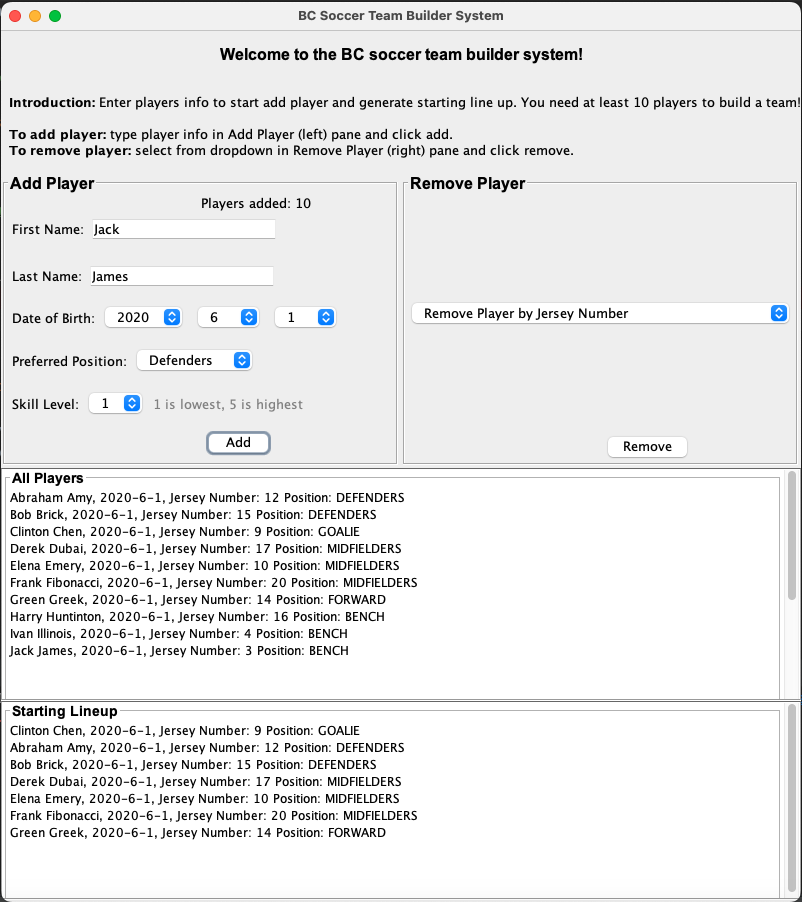 BC Soccer Team Builder System
Welcome to the BC soccer team builder system!
Introduction: Enter players info to start add player and generate starting line up. You need at least 10 players to build a team!
To add player: type player info in Add Player (left) pane and click add.
To remove player: select from dropdown in Remove Player (right) pane and click remove.
Add Player
Players added: 10
First Name: Jack
Last Name: James
Date of Birth: 2020 6 1
Preferred Position: Defenders
Skill Level: 1 1 is lowest, 5 is highest
Add
Remove Player
Remove Player by Jersey Number
Remove
All Players
Abraham Amy, 2020-6-1, Jersey Number: 12 Position: DEFENDERS
Bob Brick, 2020-6-1, Jersey Number: 15 Position: DEFENDERS
Clinton Chen, 2020-6-1, Jersey Number: 9 Position: GOALIE
Derek Dubai, 2020-6-1, Jersey Number: 17 Position: MIDFIELDERS
Elena Emery, 2020-6-1, Jersey Number: 10 Position: MIDFIELDERS
Frank Fibonacci, 2020-6-1, Jersey Number: 20 Position: MIDFIELDERS
Green Greek, 2020-6-1, Jersey Number: 14 Position: FORWARD
Harry Huntinton, 2020-6-1, Jersey Number: 16 Position: BENCH
Ivan Illinois, 2020-6-1, Jersey Number: 4 Position: BENCH
Jack James, 2020-6-1, Jersey Number: 3 Position: BENCH
Starting Lineup
Clinton Chen, 2020-6-1, Jersey Number: 9 Position: GOALIE
Abraham Amy, 2020-6-1, Jersey Number: 12 Position: DEFENDERS
Bob Brick, 2020-6-1, Jersey Number: 15 Position: DEFENDERS
Derek Dubai, 2020-6-1, Jersey Number: 17 Position: MIDFIELDERS
Elena Emery, 2020-6-1, Jersey Number: 10 Position: MIDFIELDERS
Frank Fibonacci, 2020-6-1, Jersey Number: 20 Position: MIDFIELDERS
Green Greek, 2020-6-1, Jersey Number: 14 Position: FORWARD